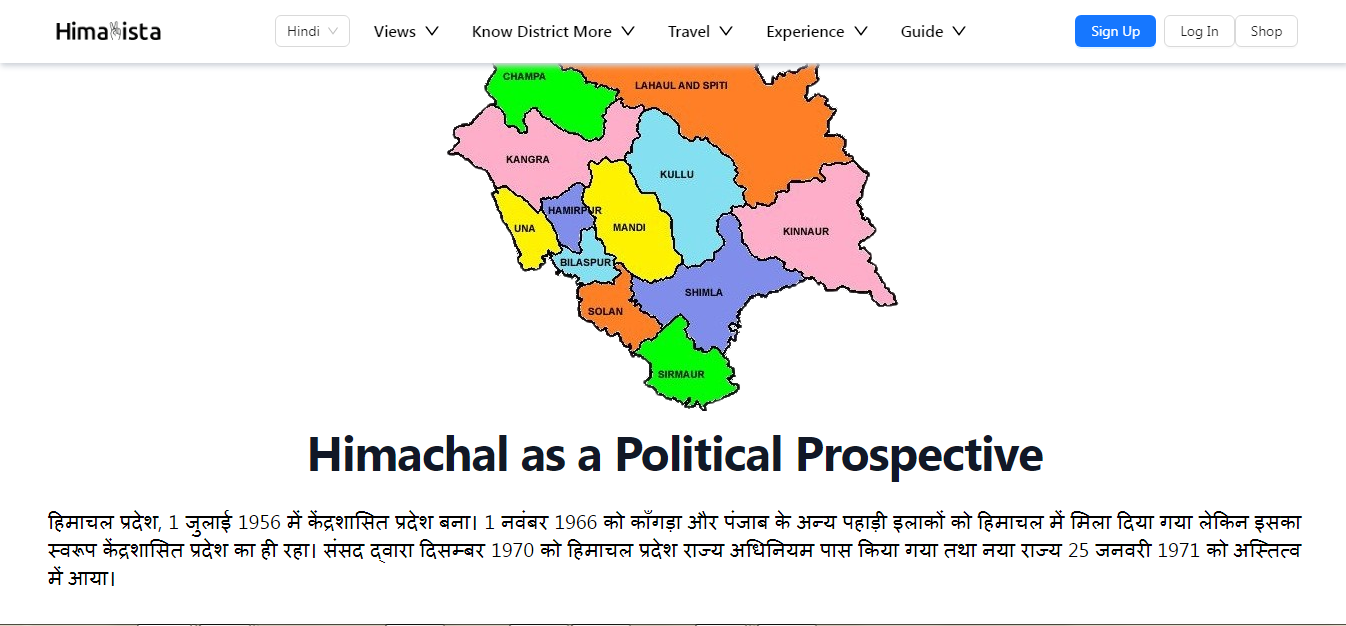 Himavista
Hindi Views Know District More Travel Experience Guide Sign Up Log In Shop
CHAMPA
LAHAUL AND SPITI
KANGRA
KULLU
HAMIRPUR
UNA
MANDI
KINNAUR
BILASPUR
SHIMLA
SOLAN
SIRMAUR
Himachal as a Political Prospective
हिमाचल प्रदेश, 1 जुलाई 1956 में केंद्रशासित प्रदेश बना। 1 नवंबर 1966 को काँगड़ा और पंजाब के अन्य पहाड़ी इलाकों को हिमाचल में मिला दिया गया लेकिन इसका
स्वरूप केंद्रशासित प्रदेश का ही रहा। संसद द्वारा दिसम्बर 1970 को हिमाचल प्रदेश राज्य अधिनियम पास किया गया तथा नया राज्य 25 जनवरी 1971 को अस्तित्व
में आया।